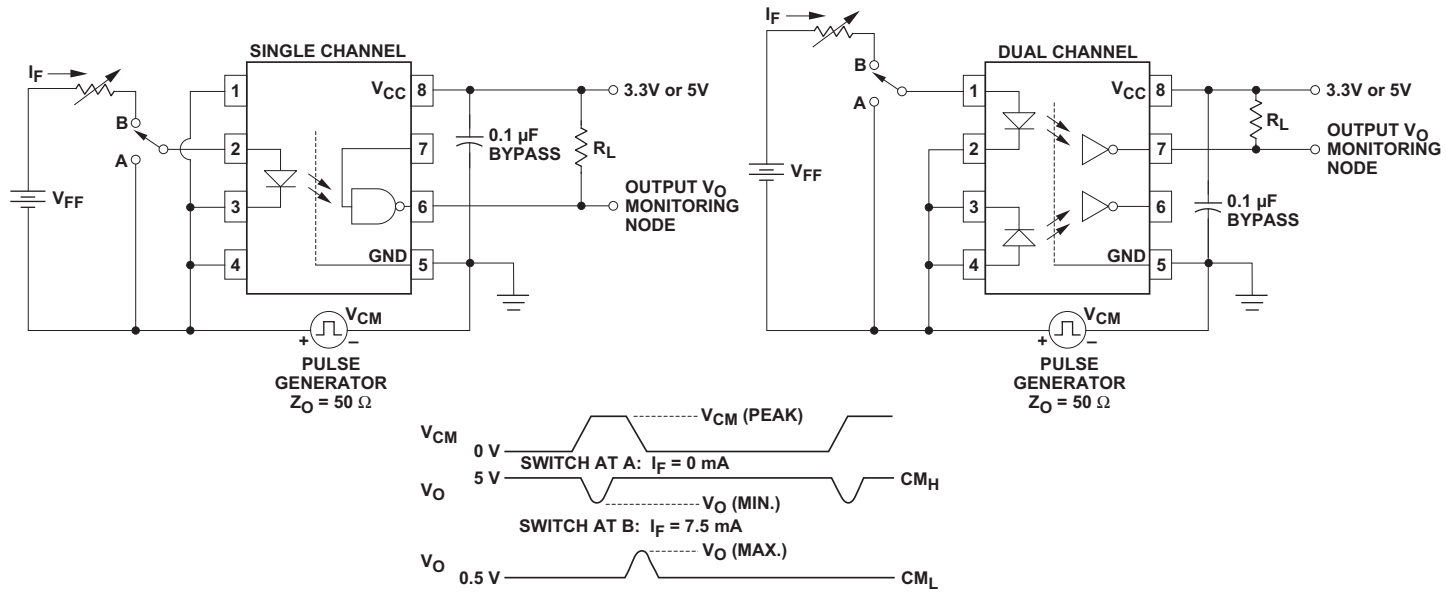 SINGLE CHANNEL
I_F
B
A
V_FF
1
2
3
4
V_CC
8
7
6
GND
5
0.1 µF
BYPASS
R_L
3.3V or 5V
OUTPUT V_O
MONITORING
NODE
V_CM
+ –
PULSE
GENERATOR
Z_O = 50 Ω
DUAL CHANNEL
I_F
B
A
V_FF
1
2
3
4
V_CC
8
7
6
GND
5
R_L
3.3V or 5V
OUTPUT V_O
MONITORING
NODE
0.1 µF
BYPASS
V_CM
+ –
PULSE
GENERATOR
Z_O = 50 Ω
V_CM
V_CM (PEAK)
0 V
SWITCH AT A: I_F = 0 mA
V_O
5 V
CM_H
V_O (MIN.)
SWITCH AT B: I_F = 7.5 mA
V_O
0.5 V
V_O (MAX.)
CM_L